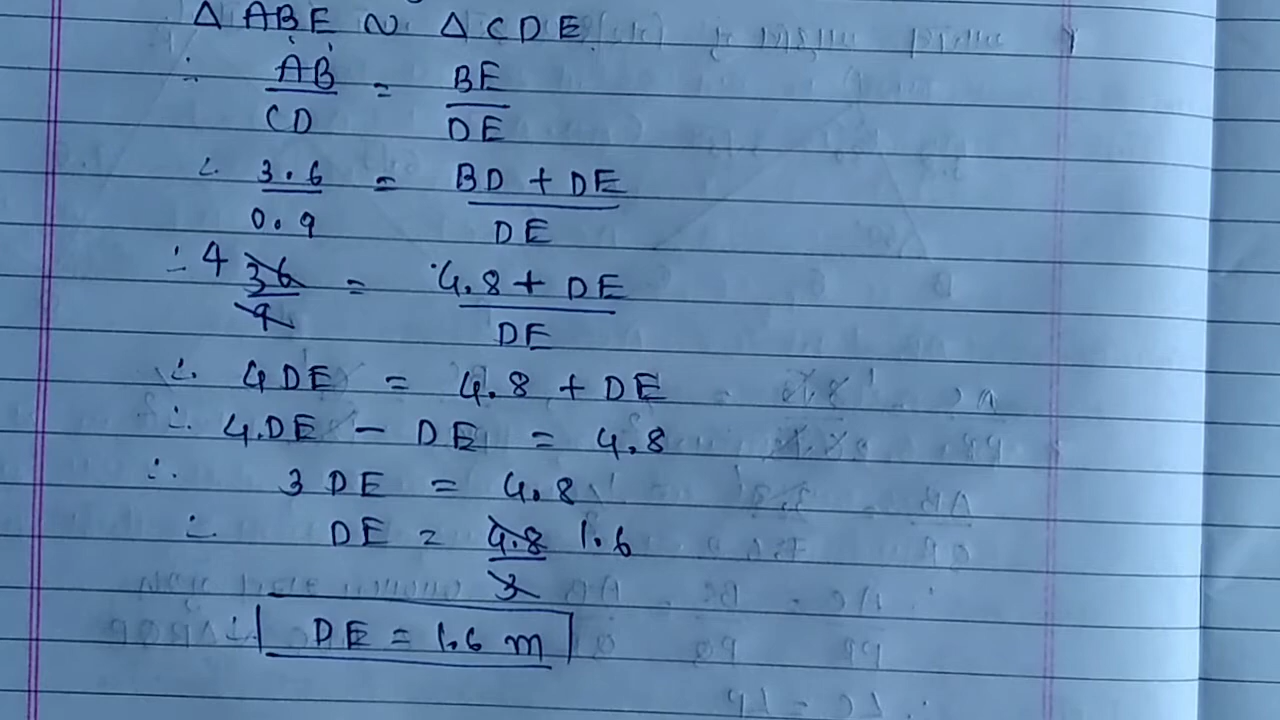 Δ ABE ~ Δ CDE
∴ AB/CD = BE/DE
∴ 3.6/0.9 = BD + DE/DE
∴ 4 36/9 = 4.8 + DE/DE
∴ 4DE = 4.8 + DE
∴ 4.DE - DE = 4.8
∴ 3 DE = 4.8
∴ DE = 4.8/3 1.6
DE = 1.6 m